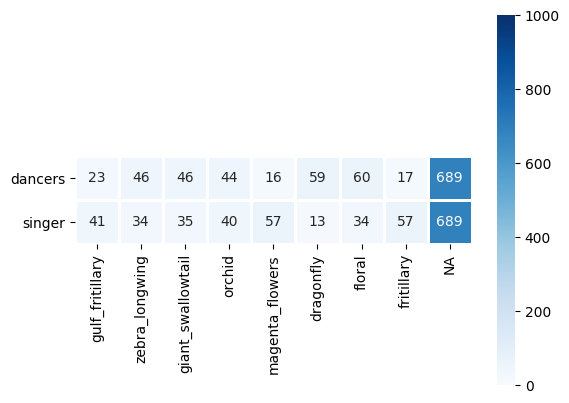 1000
800
600
400
200
0
dancers 23 46 46 44 16 59 60 17 689
singer 41 34 35 40 57 13 34 57 689
gulf_fritillary
zebra_longwing
giant_swallowtail
orchid
magenta_flowers
dragonfly
floral
fritillary
NA